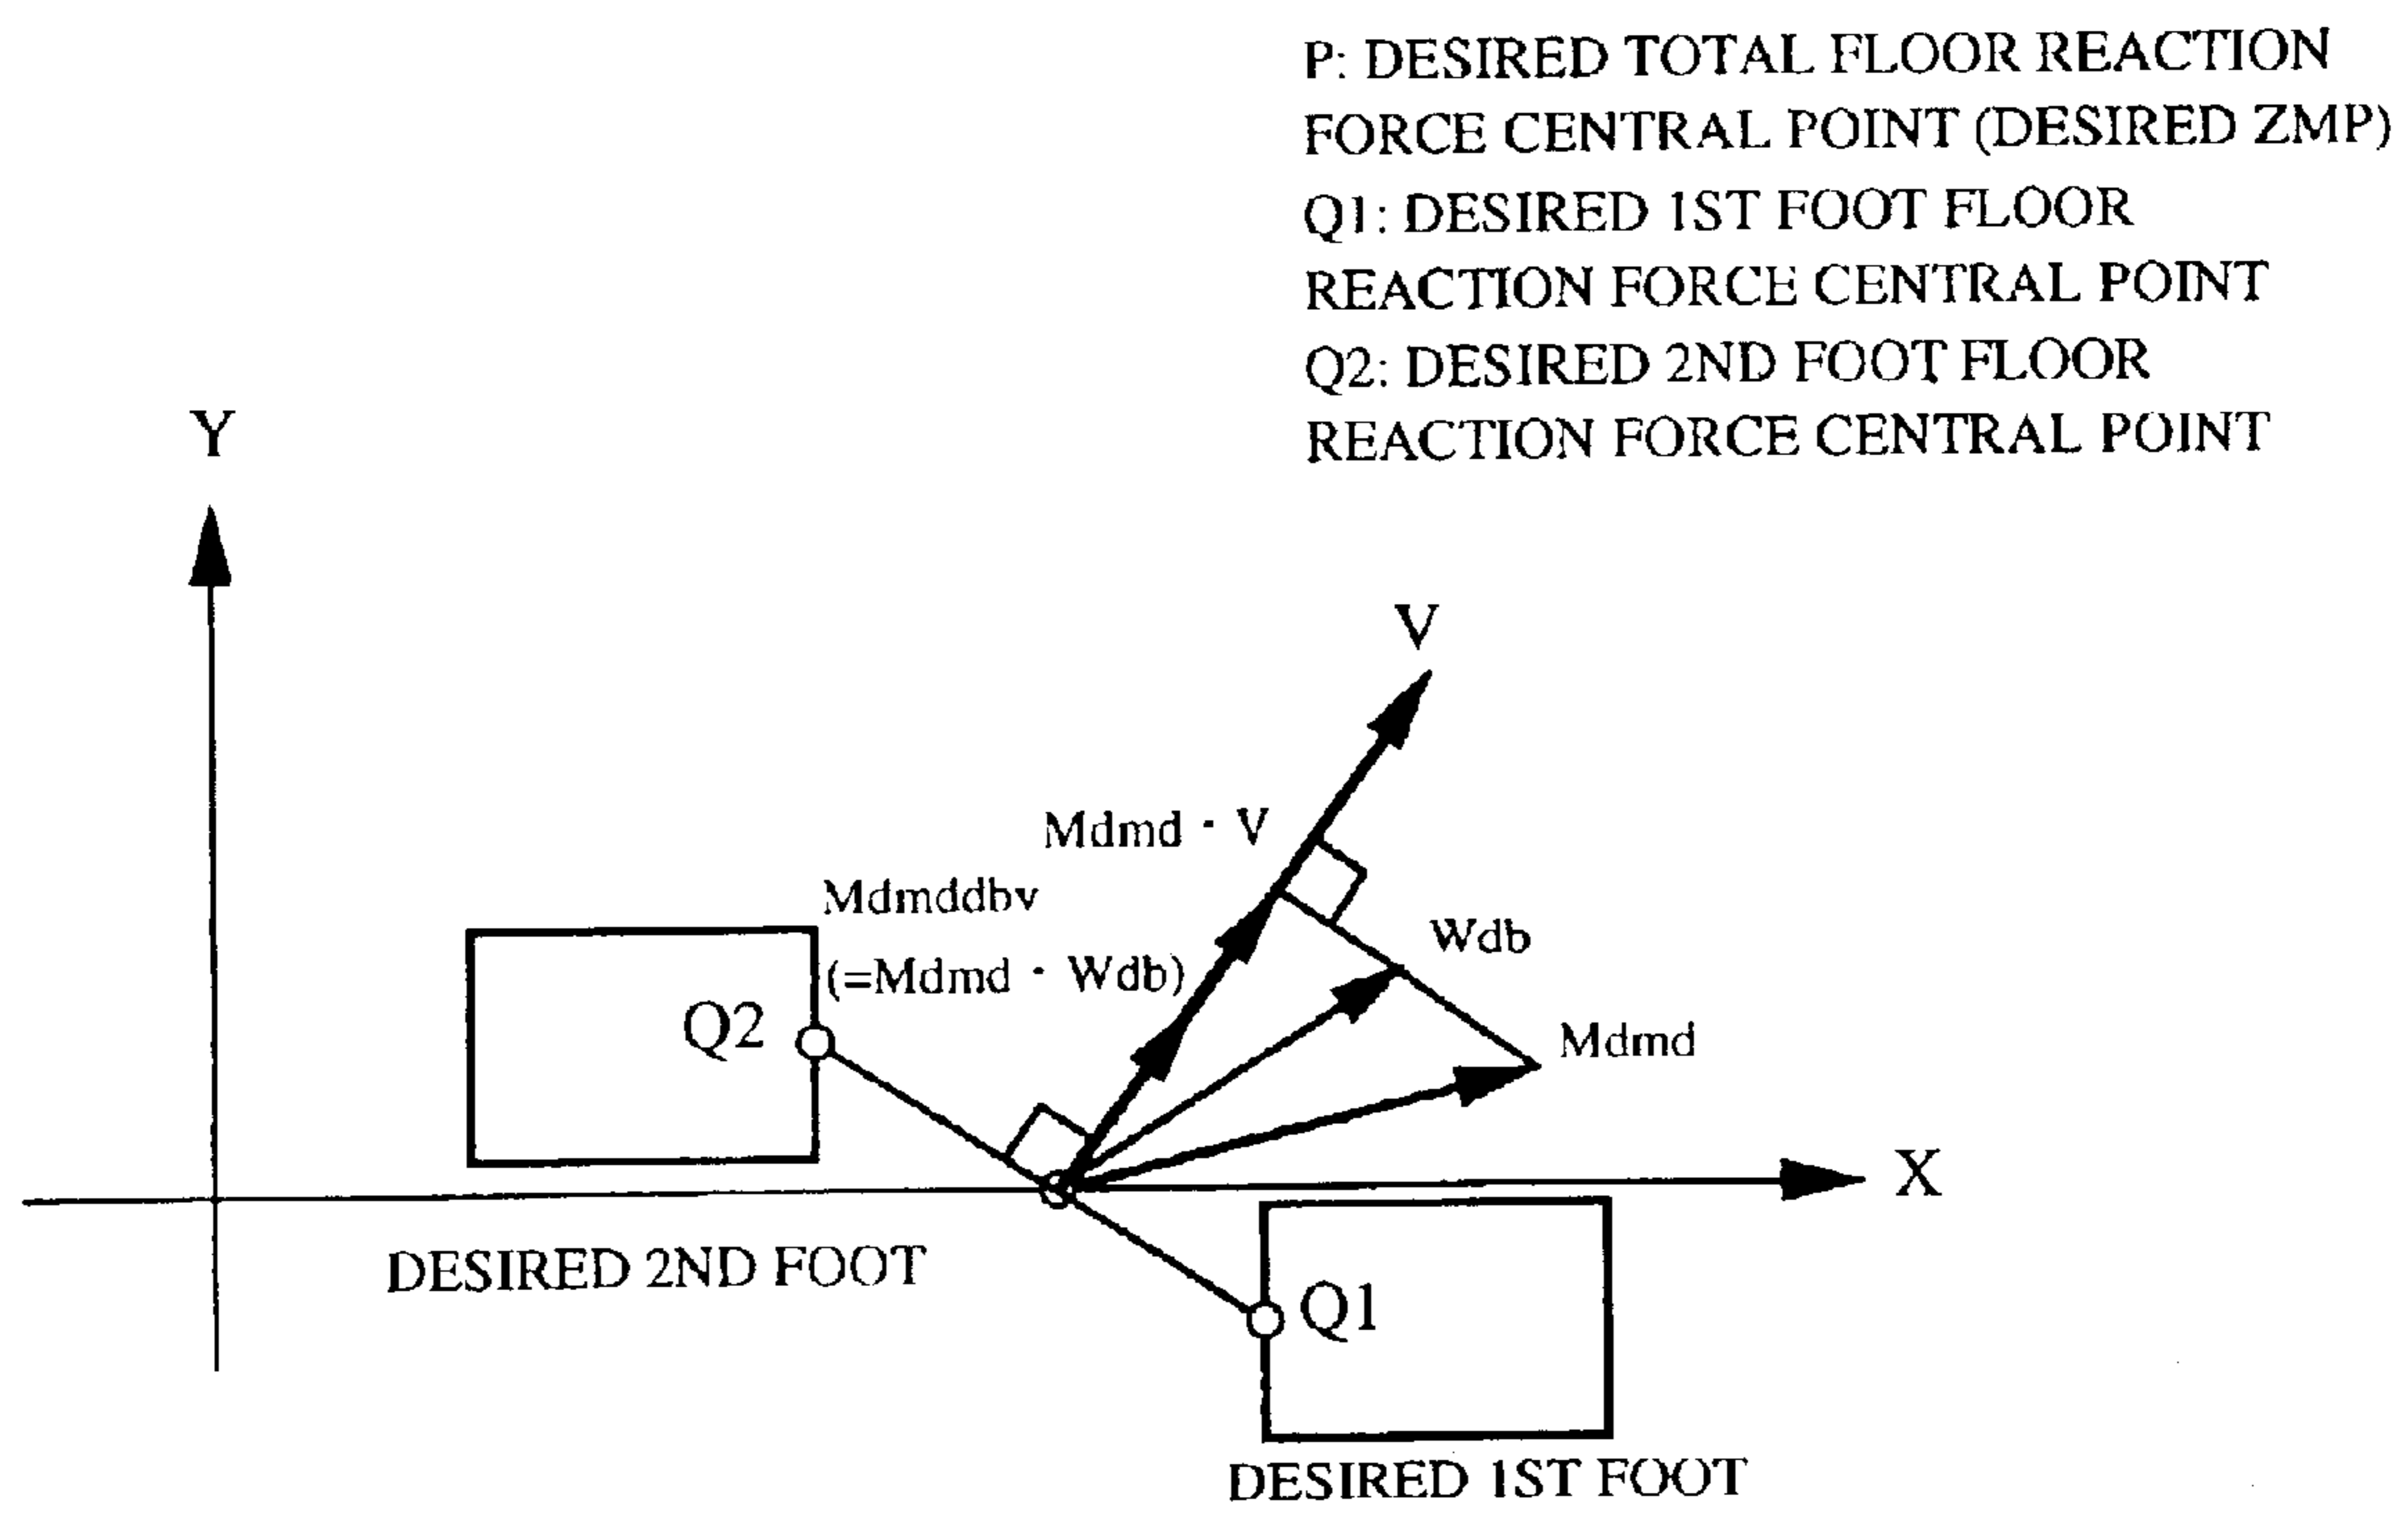 P: DESIRED TOTAL FLOOR REACTION
FORCE CENTRAL POINT (DESIRED ZMP)
Q1: DESIRED 1ST FOOT FLOOR
REACTION FORCE CENTRAL POINT
Q2: DESIRED 2ND FOOT FLOOR
REACTION FORCE CENTRAL POINT
Y
V
Mdmd · V
Mdmddbv
Wdb
(=Mdmd · Wdb)
Q2
Mdmd
X
DESIRED 2ND FOOT
Q1
DESIRED 1ST FOOT